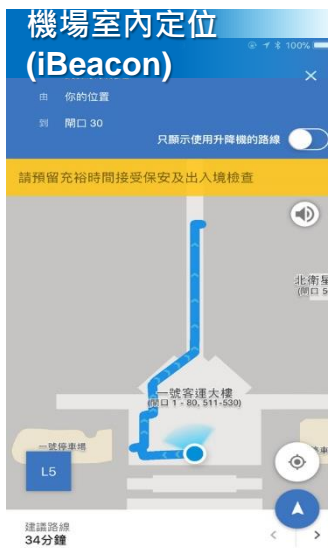 機場室內定位
(iBeacon)
100%
由 你的位置
到 閘口 30
只顯示使用升降機的路線
請預留充裕時間接受保安及出入境檢查
北衛星
(閘口 5
一號客運大樓
(閘口 1 - 80, 511-530)
一號停車場
L5
建議路線
34分鐘